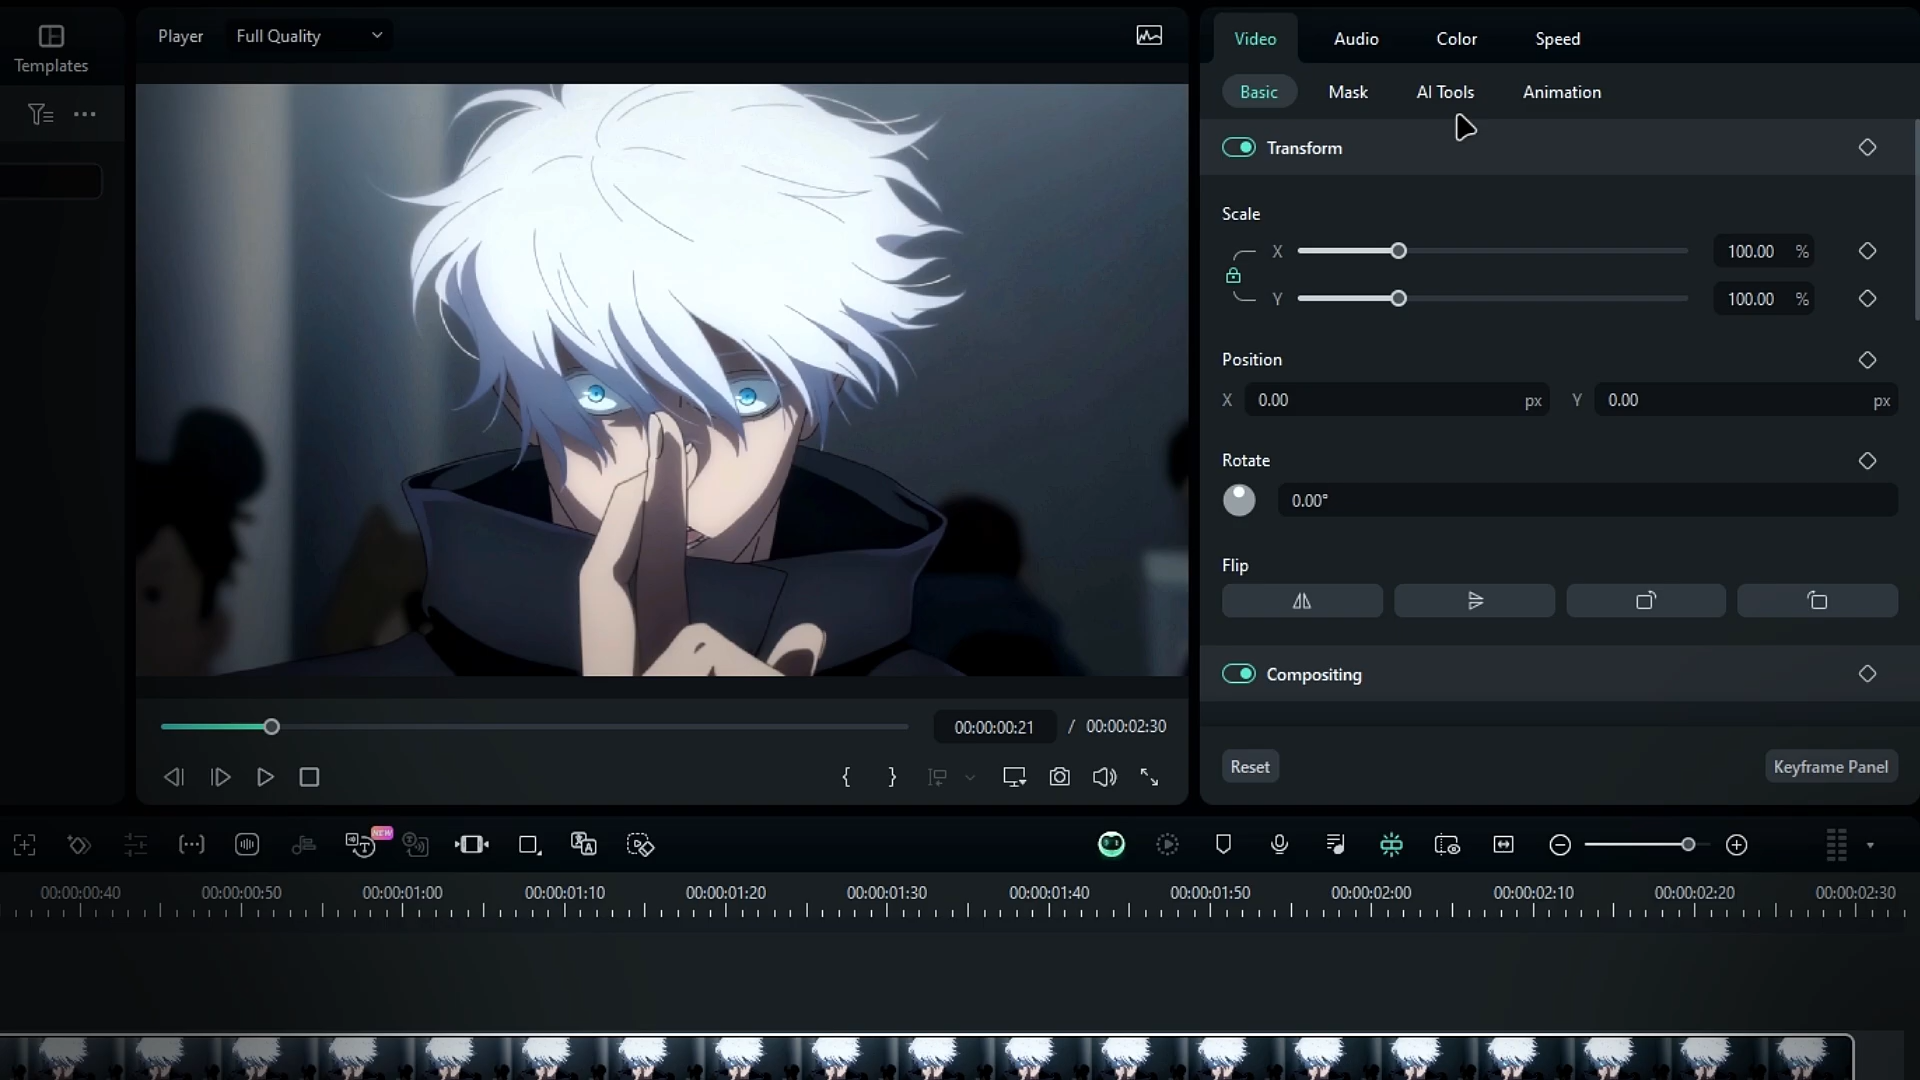 Templates
Player
Full Quality
Video
Audio
Color
Speed
Basic
Mask
AI Tools
Animation
Transform
Scale
X
100.00
%
Y
100.00
%
Position
X
0.00
px
Y
0.00
px
Rotate
0.00°
Flip
Compositing
00:00:00:21
/
00:00:02:30
{
}
Reset
Keyframe Panel
NEW
00:00:00:40
00:00:00:50
00:00:01:00
00:00:01:10
00:00:01:20
00:00:01:30
00:00:01:40
00:00:01:50
00:00:02:00
00:00:02:10
00:00:02:20
00:00:02:30